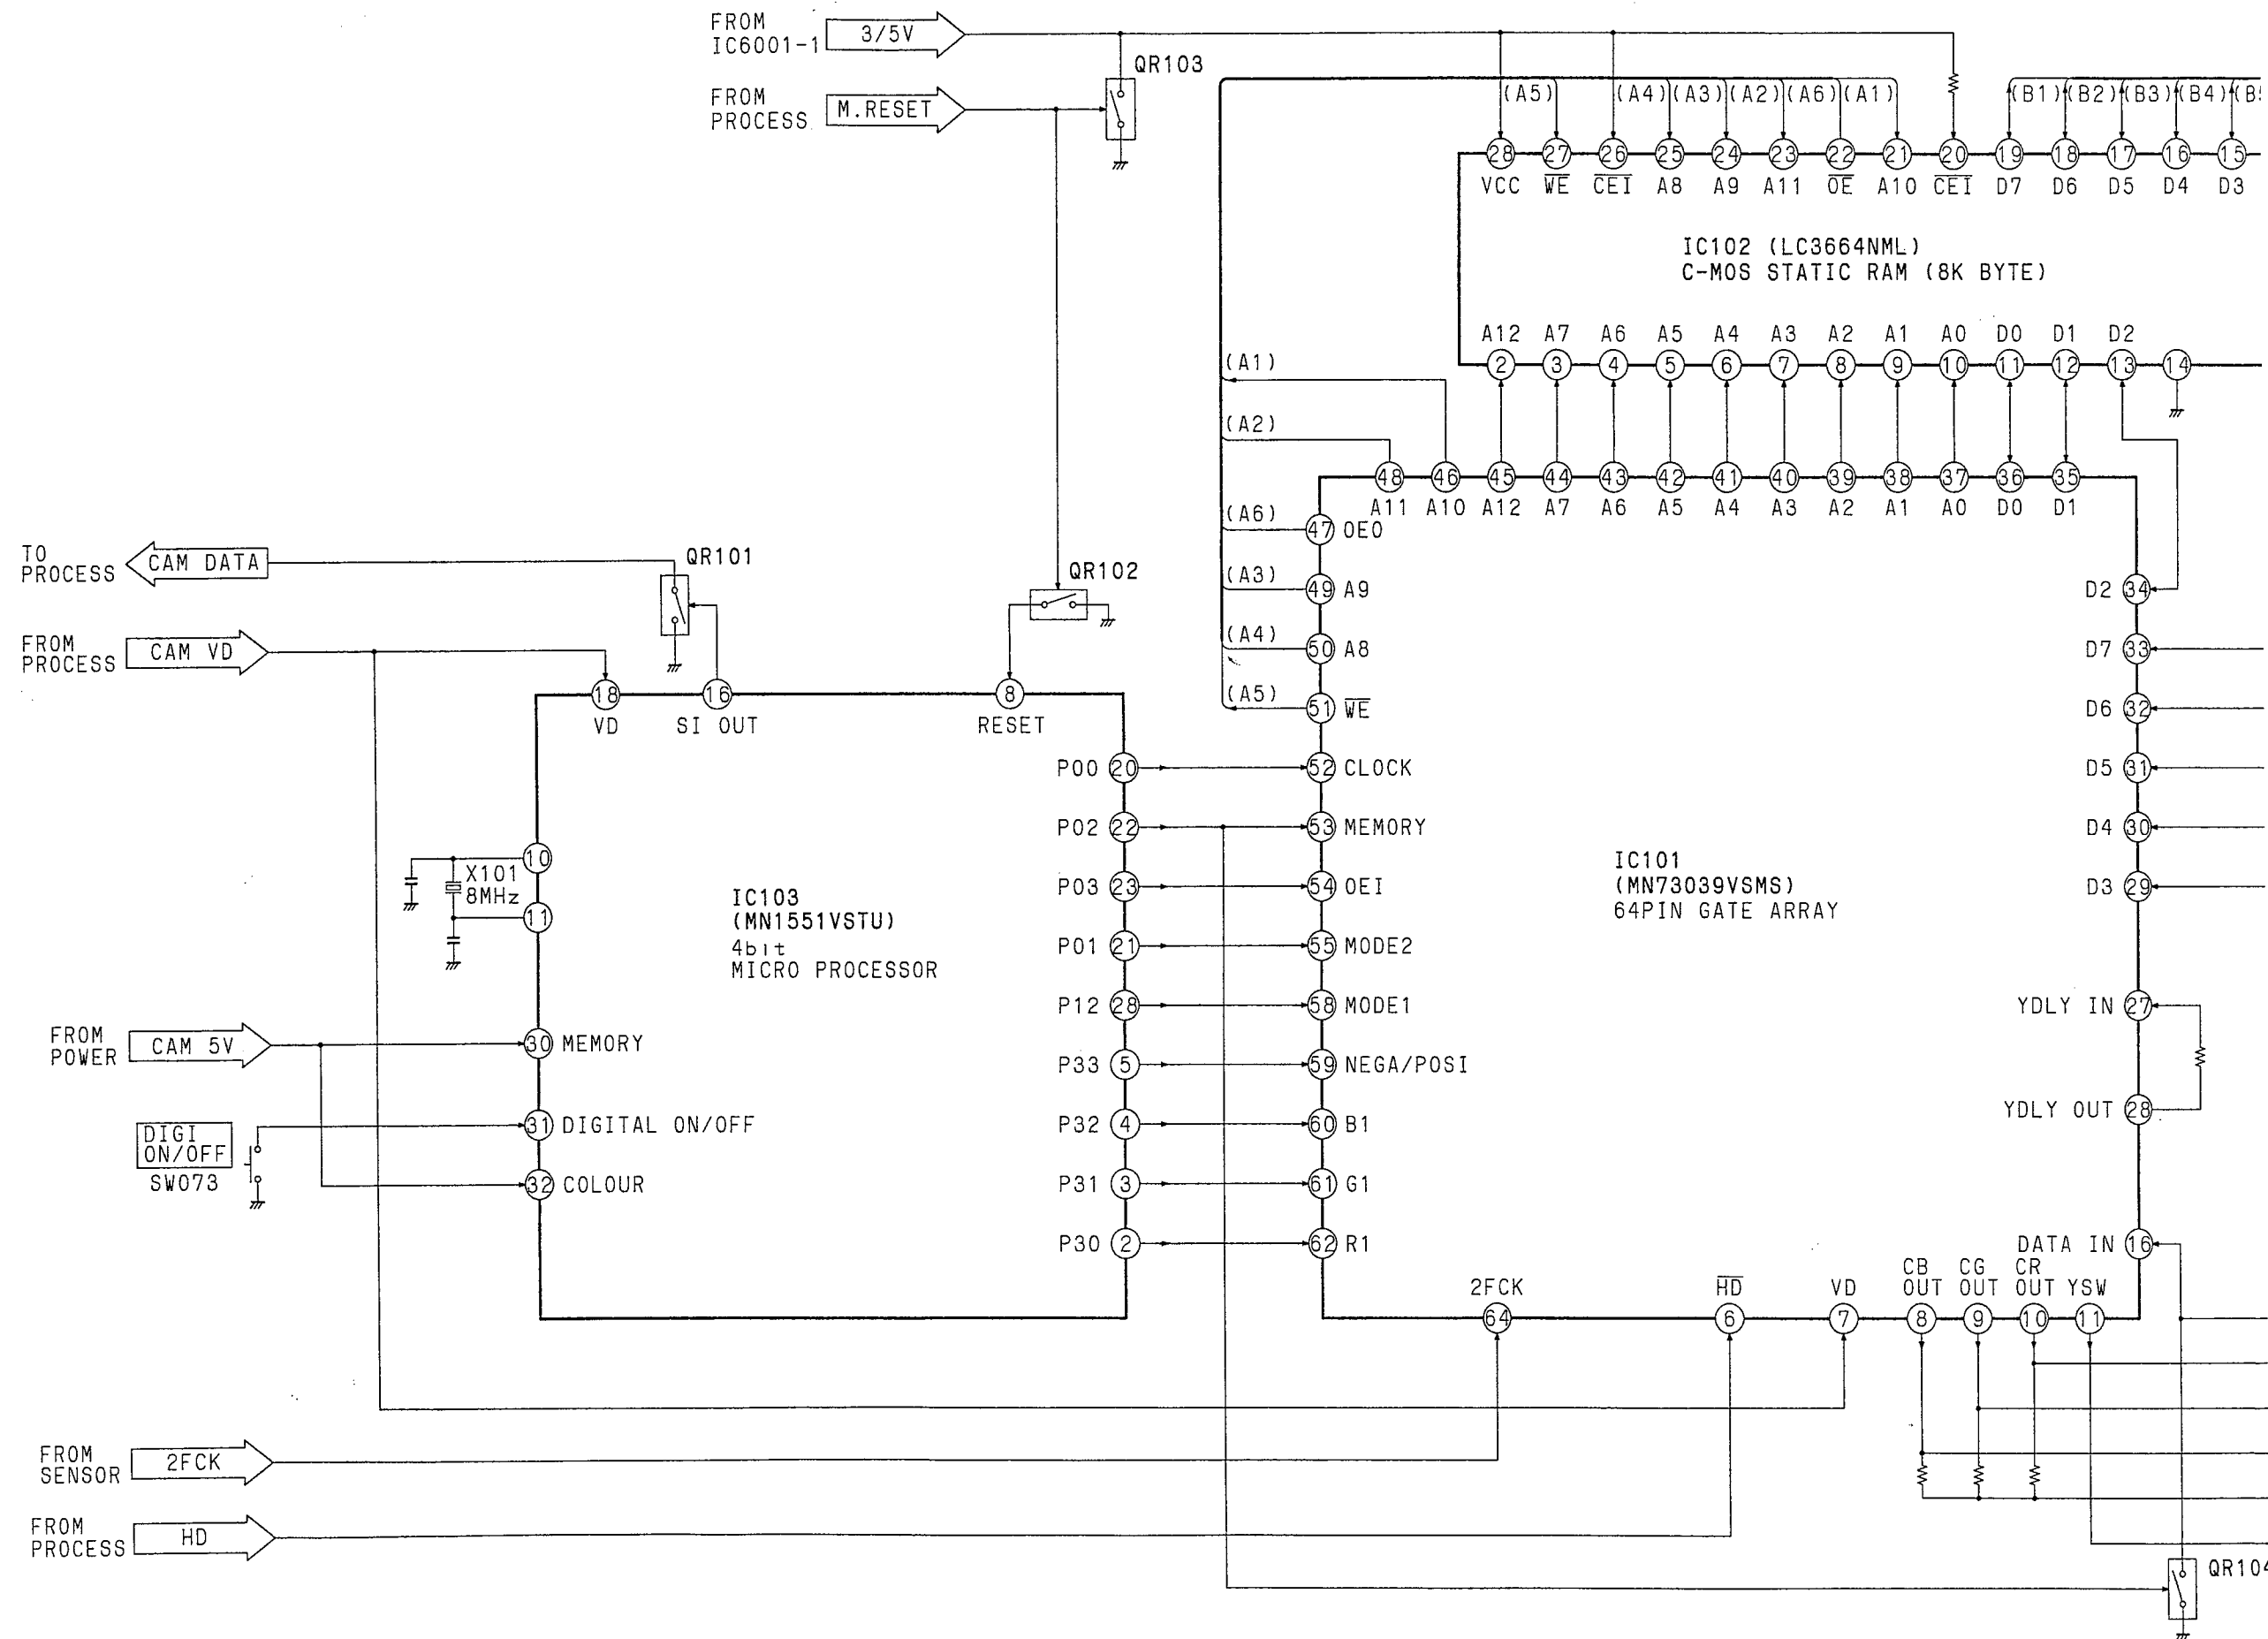 FROM
IC6001-1
3/5V
QR103
FROM
PROCESS
M.RESET
(A5) (A4) (A3) (A2) (A6) (A1) (B1) (B2) (B3) (B4)
28 27 26 25 24 23 22 21 20 19 18 17 16 15
VCC WE CEI A8 A9 A11 OE A10 CEI D7 D6 D5 D4 D3
IC102 (LC3664NML)
C-MOS STATIC RAM (8K BYTE)
A12 A7 A6 A5 A4 A3 A2 A1 A0 D0 D1 D2
2 3 4 5 6 7 8 9 10 11 12 13 14
(A1)
(A2)
48 46 45 44 43 42 41 40 39 38 37 36 35
A11 A10 A12 A7 A6 A5 A4 A3 A2 A1 A0 D0 D1
(A6) 47 OEO
(A3) 49 A9
(A4) 50 A8
(A5) 51 WE
D2 34
D7 33
D6 32
D5 31
D4 30
D3 29
TO
PROCESS
CAM DATA
QR101
QR102
FROM
PROCESS
CAM VD
18 16 8
VD SI OUT RESET
P00 20 52 CLOCK
P02 22 53 MEMORY
P03 23 54 OEI
P01 21 55 MODE2
P12 28 58 MODE1
P33 5 59 NEGA/POSI
P32 4 60 B1
P31 3 61 G1
P30 2 62 R1
10
X101
8MHz
11
IC103
(MN1551VSTU)
4bit
MICRO PROCESSOR
IC101
(MN73039VSMS)
64PIN GATE ARRAY
FROM
POWER
CAM 5V
30 MEMORY
31 DIGITAL ON/OFF
32 COLOUR
DIGI
ON/OFF
SW073
YDLY IN 27
YDLY OUT 28
DATA IN 16
2FCK HD VD
CB CG CR
OUT OUT OUT YSW
64 6 7 8 9 10 11
FROM
SENSOR
2FCK
FROM
PROCESS
HD
QR104